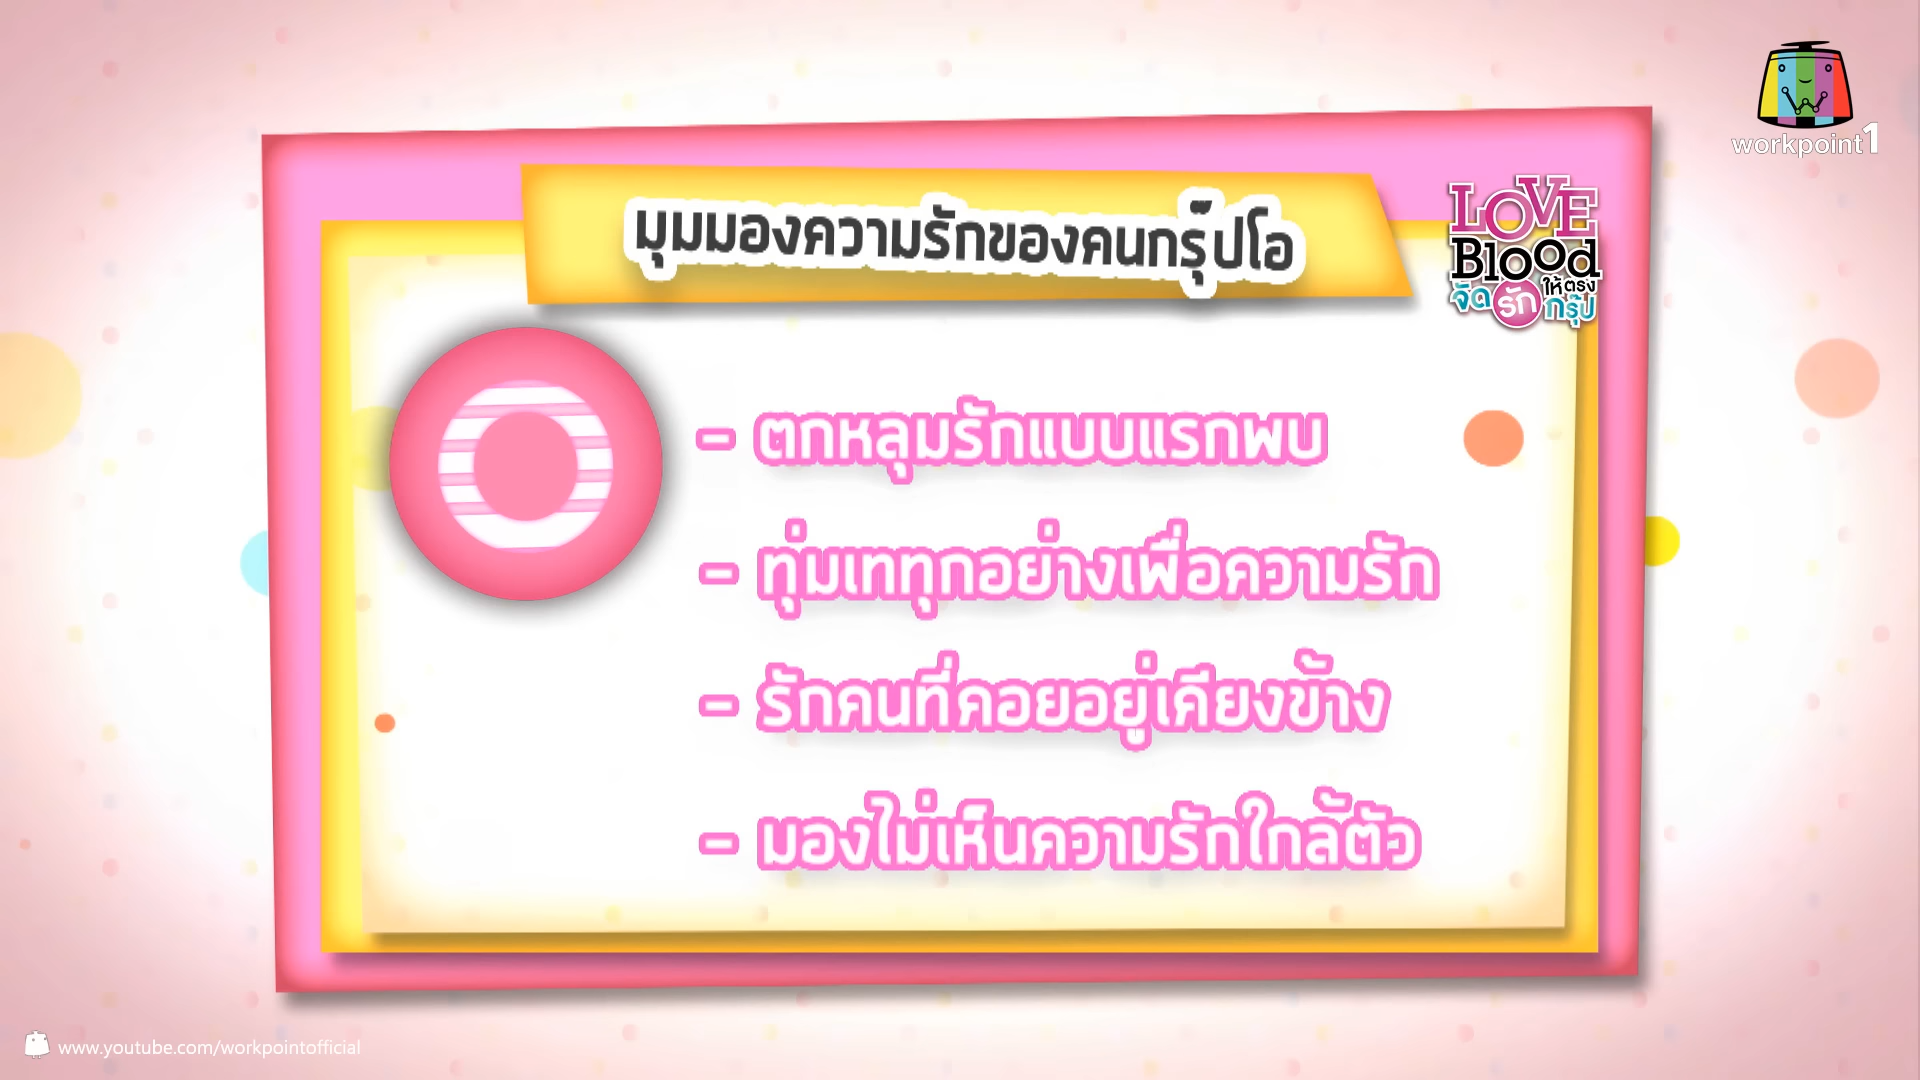 workpoint1
LOVE
Blood
จัดรักให้ตรงกรุ๊ป
มุมมองความรักของคนกรุ๊ปโอ
O
- ตกหลุมรักแบบแรกพบ
- ทุ่มเททุกอย่างเพื่อความรัก
- รักคนที่คอยอยู่เคียงข้าง
- มองไม่เห็นความรักใกล้ตัว
www.youtube.com/workpointofficial